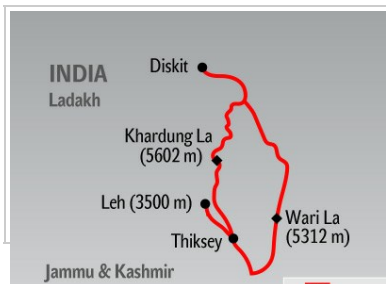 INDIA
Ladakh
Diskit
Khardung La
(5602 m)
Leh (3500 m)
Wari La
(5312 m)
Thiksey
Jammu & Kashmir